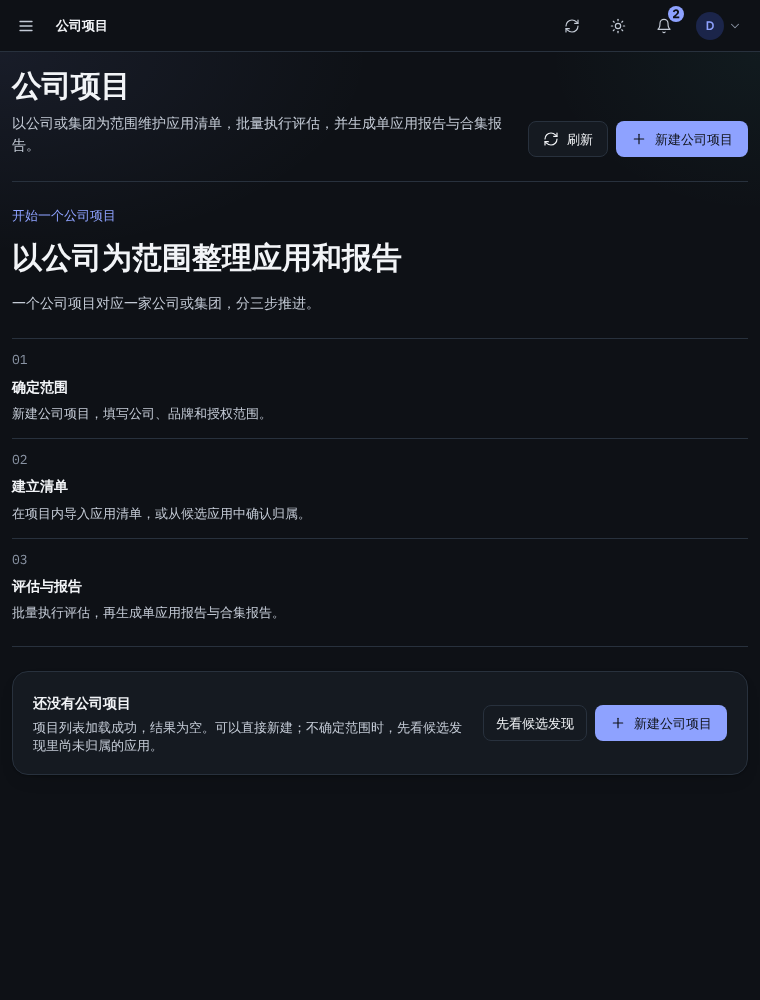 公司项目
2
D
公司项目
以公司或集团为范围维护应用清单，批量执行评估，并生成单应用报告与合集报
告。
刷新
新建公司项目
开始一个公司项目
以公司为范围整理应用和报告
一个公司项目对应一家公司或集团，分三步推进。
01
确定范围
新建公司项目，填写公司、品牌和授权范围。
02
建立清单
在项目内导入应用清单，或从候选应用中确认归属。
03
评估与报告
批量执行评估，再生成单应用报告与合集报告。
还没有公司项目
项目列表加载成功，结果为空。可以直接新建；不确定范围时，先看候选发
现里尚未归属的应用。
先看候选发现
新建公司项目